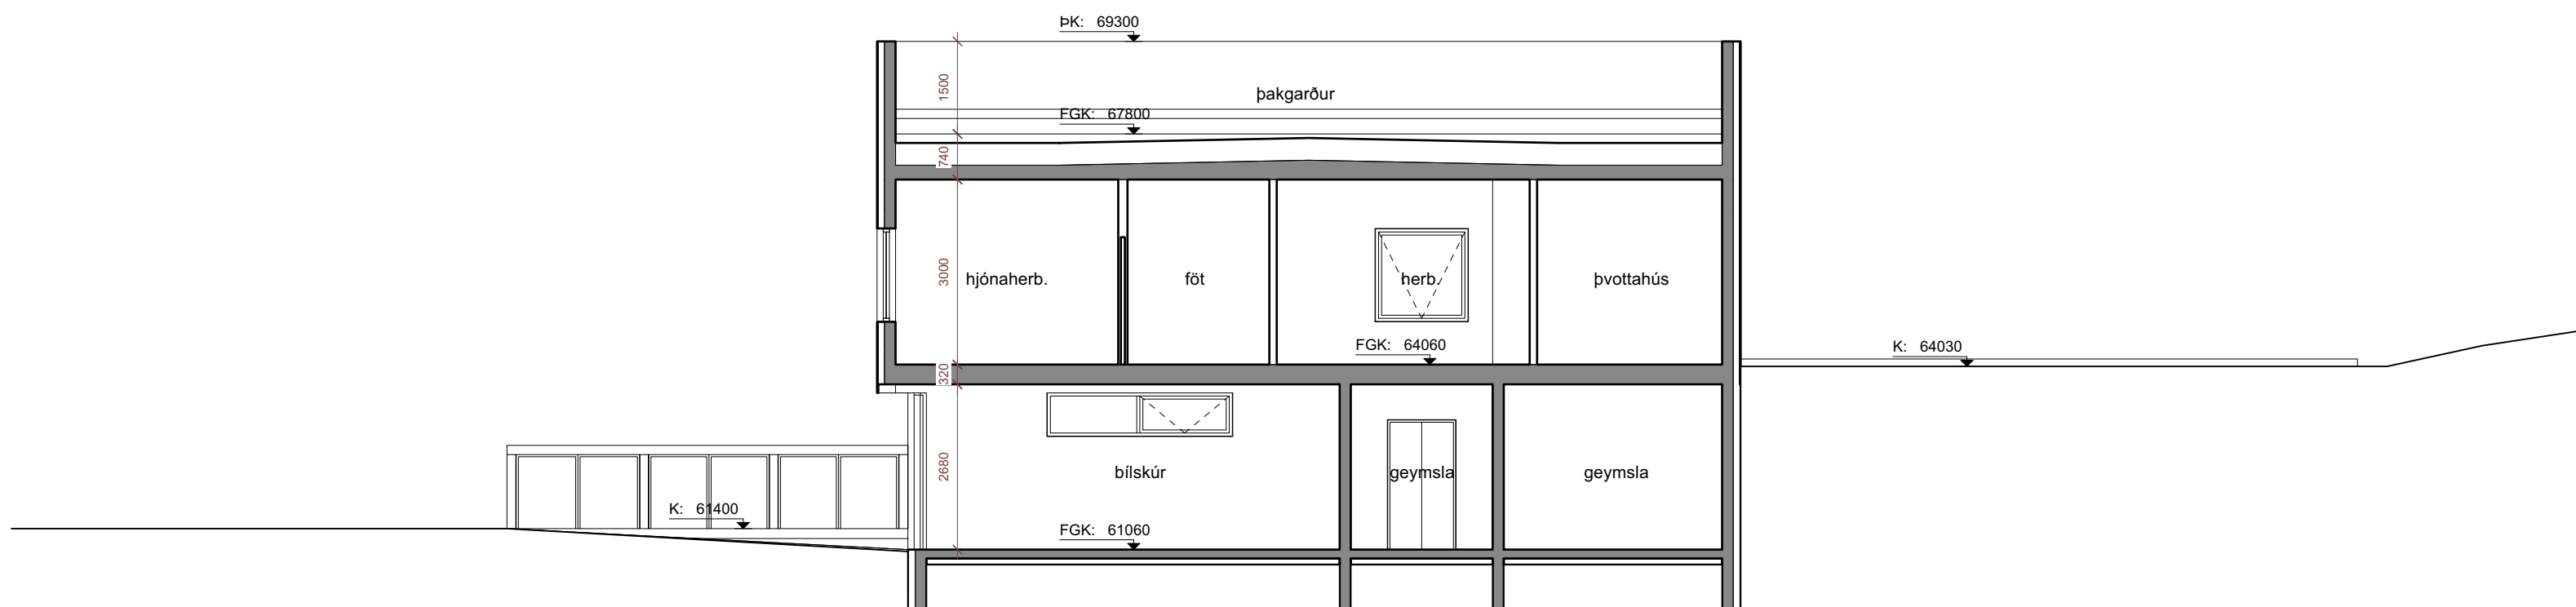 ÞK: 69300
1500
þakgarður
FGK: 67800
740
3000
hjónaherb.
föt
herb.
þvottahús
FGK: 64060
K: 64030
320
2680
bílskúr
geymsla
geymsla
K: 61400
FGK: 61060